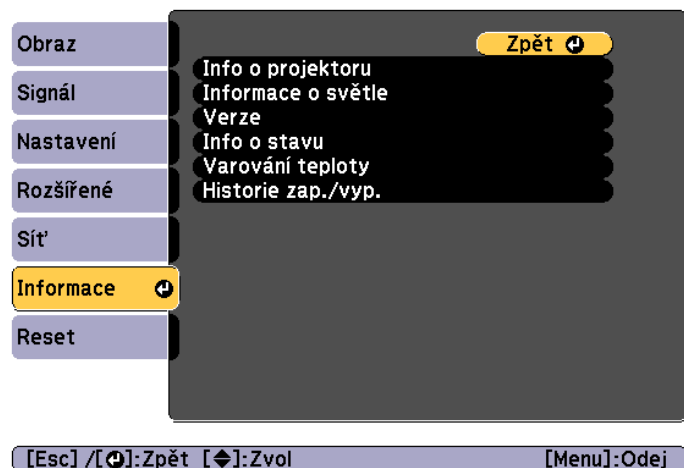 Obraz
Signál
Nastavení
Rozšířené
Síť
Informace
Reset
Zpět
Info o projektoru
Informace o světle
Verze
Info o stavu
Varování teploty
Historie zap./vyp.
[Esc] /[⏎]:Zpět [◆]:Zvol [Menu]:Odej